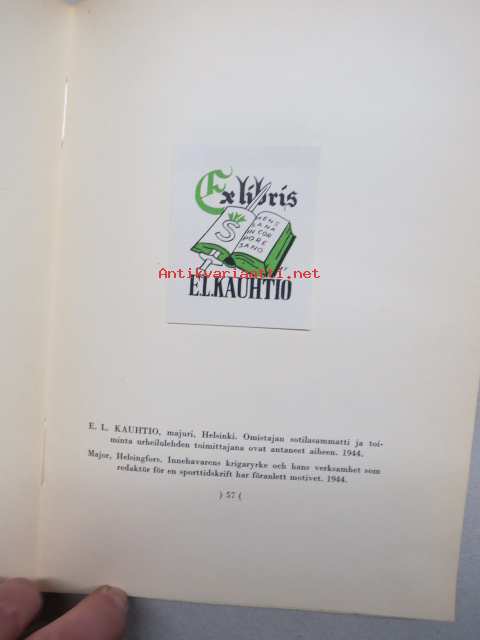 Exlibris
S
MENS
SANA
IN COR
PORE
SANO
Antikvariantti.net
E.L.KAUHTIO
E. L. KAUHTIO, majuri, Helsinki. Omistajan sotilasammatti ja toi-
minta urheilulehden toimittajana ovat antaneet aiheen. 1944.
Major, Helsingfors. Innehavarens krigaryrke och hans verksamhet som
redaktör för en sporttidskrift har föranlett motivet. 1944.
) 57 (